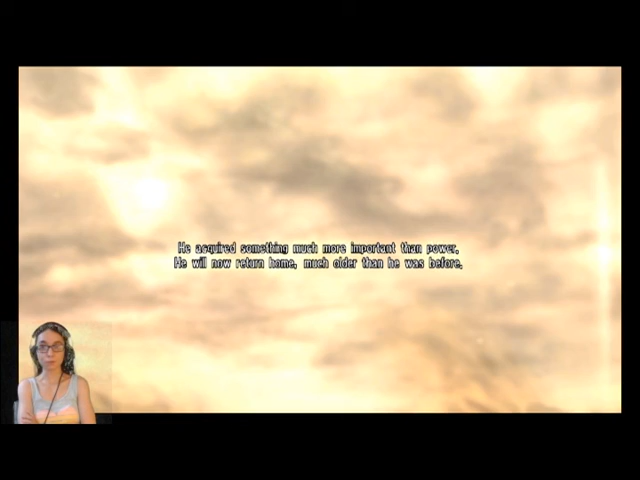 He acquired something much more important than power.
He will now return home, much older than he was before.